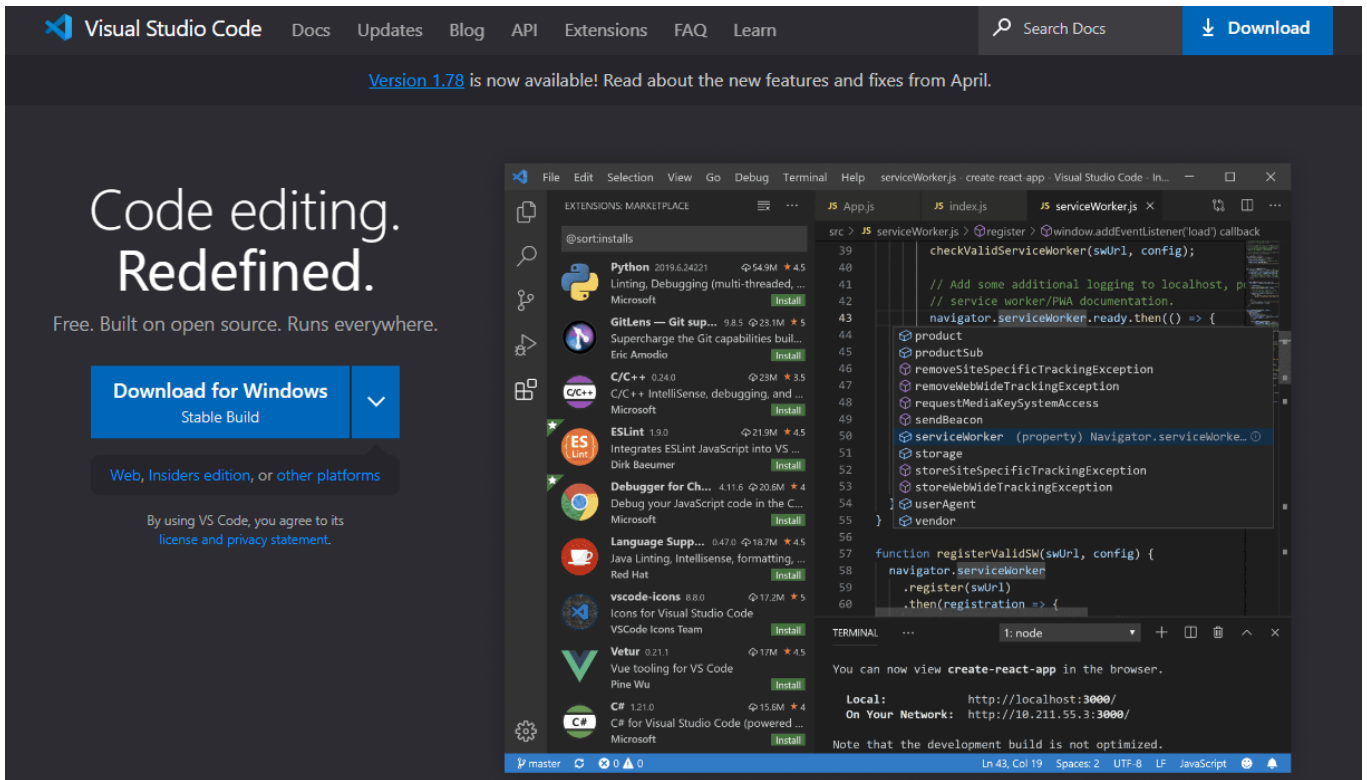 Visual Studio Code Docs Updates Blog API Extensions FAQ Learn Search Docs Download
Version 1.78 is now available! Read about the new features and fixes from April.
Code editing.
Redefined.
Free. Built on open source. Runs everywhere.
Download for Windows
Stable Build
Web, Insiders edition, or other platforms
By using VS Code, you agree to its
license and privacy statement.
File Edit Selection View Go Debug Terminal Help serviceWorker.js - create-react-app - Visual Studio Code - In...
EXTENSIONS: MARKETPLACE
@sort:installs
Python 2019.6.24221 54.9M ★ 4.5
Linting, Debugging (multi-threaded, ...
Microsoft Install
GitLens — Git sup... 9.8.5 23.1M ★ 5
Supercharge the Git capabilities buil...
Eric Amodio Install
C/C++ C/C++ 0.24.0 23M ★ 3.5
C/C++ IntelliSense, debugging, and ...
Microsoft Install
ES Lint
ESLint 1.9.0 21.9M ★ 4.5
Integrates ESLint JavaScript into VS ...
Dirk Baeumer Install
Debugger for Ch... 4.11.6 20.6M ★ 4
Debug your JavaScript code in the C...
Microsoft Install
Language Supp... 0.47.0 18.7M ★ 4.5
Java Linting, Intellisense, formatting, ...
Red Hat Install
vscode-icons 8.8.0 17.2M ★ 5
Icons for Visual Studio Code
VSCode Icons Team Install
Vetur 0.21.1 17M ★ 4.5
Vue tooling for VS Code
Pine Wu Install
C# C# 1.21.0 15.6M ★ 4
C# for Visual Studio Code (powered ...
Microsoft Install
JS App.js JS index.js JS serviceWorker.js
src > JS serviceWorker.js > register > window.addEventListener('load') callback
39 checkValidServiceWorker(swUrl, config);
40
41 // Add some additional logging to localhost, p
42 // service worker/PWA documentation.
43 navigator.serviceWorker.ready.then(() => {
44 product
45 productSub
46 removeSiteSpecificTrackingException
47 removeWebWideTrackingException
48 requestMediaKeySystemAccess
49 sendBeacon
50 serviceWorker (property) Navigator.serviceWorke...
51 storage
52 storeSiteSpecificTrackingException
53 storeWebWideTrackingException
54 } userAgent
55 } vendor
56
57 function registerValidSW(swUrl, config) {
58 navigator.serviceWorker
59 .register(swUrl)
60 .then(registration => {
TERMINAL ... 1: node
You can now view create-react-app in the browser.
Local: http://localhost:3000/
On Your Network: http://10.211.55.3:3000/
Note that the development build is not optimized.
master 0 0 Ln 43, Col 19 Spaces: 2 UTF-8 LF JavaScript